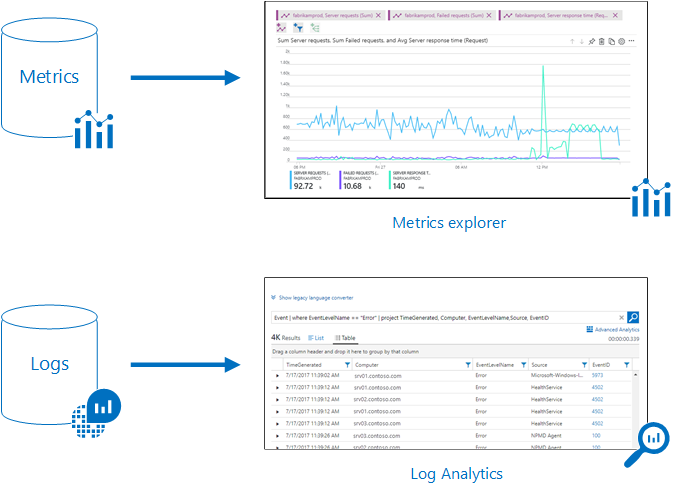 Metrics
fabrikamprod, Server requests (Sum) ×
fabrikamprod, Failed requests (Sum) ×
fabrikamprod, Server response time (Req... ×
Sum Server requests, Sum Failed requests, and Avg Server response time (Request)
2k
1.80k
1.60k
1.40k
1.20k
1k
800
600
400
200
0
06 PM
Fri 27
06 AM
12 PM
SERVER REQUESTS (...
FABRIKAMPROD
92.72 k
FAILED REQUESTS (...
FABRIKAMPROD
10.68 k
SERVER RESPONSE T...
FABRIKAMPROD
140 ms
Metrics explorer
Logs
Show legacy language converter
Event | where EventLevelName == "Error" | project TimeGenerated, Computer, EventLevelName,Source, EventID
Advanced Analytics
4K Results List Table 00:00:00.339
Drag a column header and drop it here to group by that column
TimeGenerated Computer EventLevelName Source EventID
7/17/2017 11:39:02 AM srv01.contoso.com Error Microsoft-Windows-I... 5973
7/17/2017 11:39:12 AM srv01.contoso.com Error HealthService 4502
7/17/2017 11:39:12 AM srv02.contoso.com Error HealthService 4502
7/17/2017 11:39:12 AM srv01.contoso.com Error HealthService 4502
7/17/2017 11:39:12 AM srv03.contoso.com Error HealthService 4502
7/17/2017 11:39:26 AM srv01.contoso.com Error NPMD Agent 100
7/17/2017 11:39:26 AM srv02.contoso.com Error NPMD Agent 100
Log Analytics